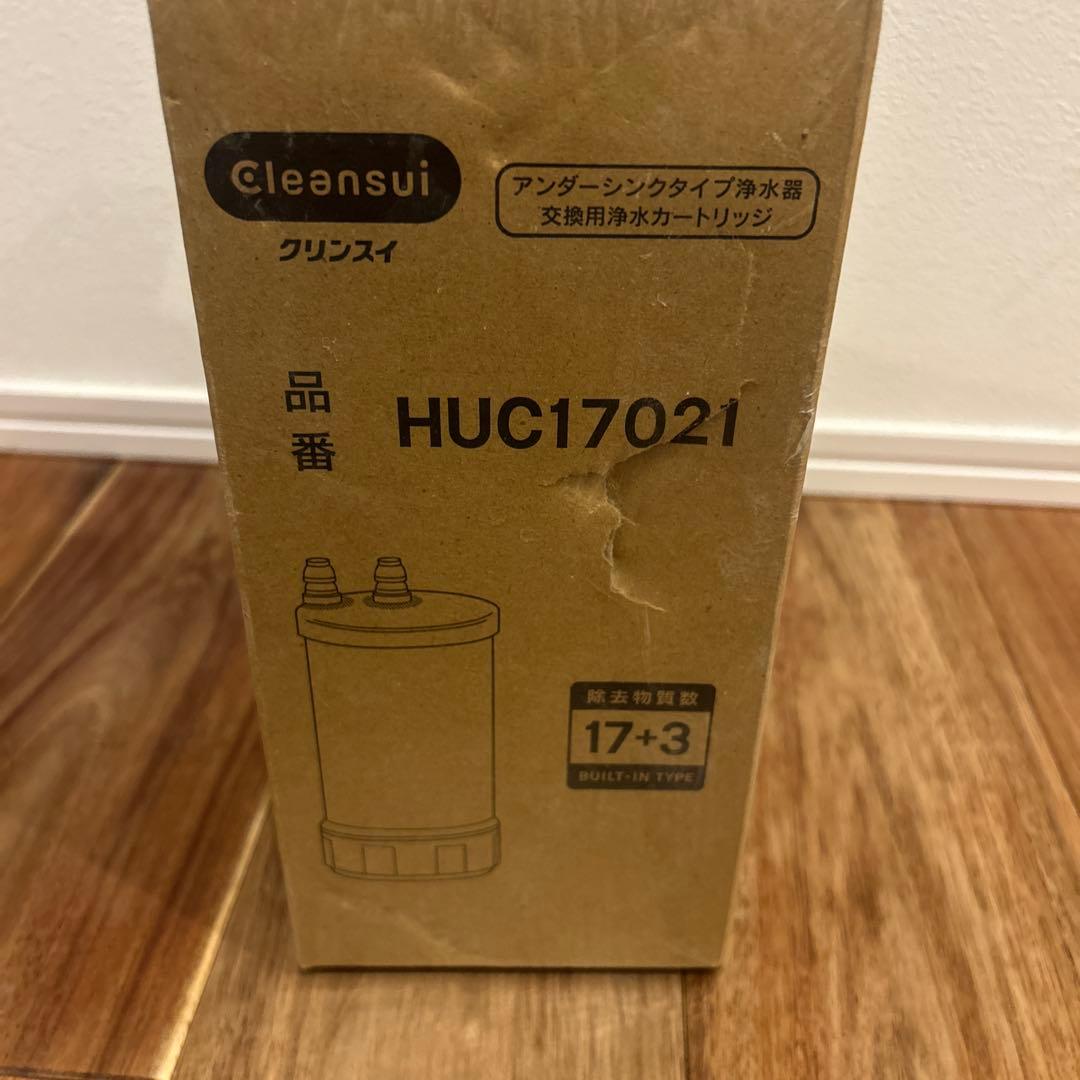 Cleansui
クリンスイ
アンダーシンクタイプ浄水器
交換用浄水カートリッジ
品番
HUC17021
除去物質数
17+3
BUILT-IN TYPE